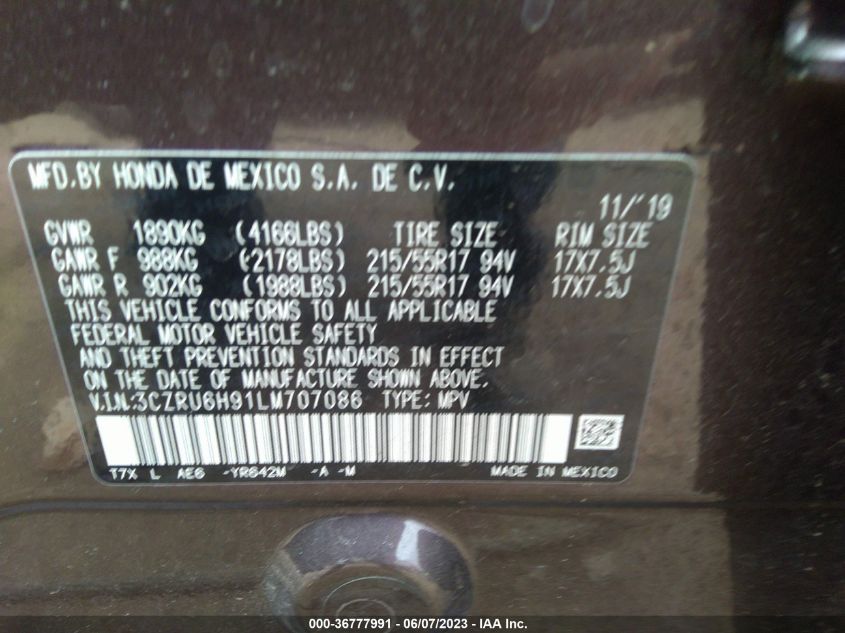 MFD.BY HONDA DE MEXICO S.A. DE C.V.
11/'19
GVWR 1890KG (4166LBS) TIRE SIZE RIM SIZE
GAWR F 988KG (2178LBS) 215/55R17 94V 17X7.5J
GAWR R 902KG (1988LBS) 215/55R17 94V 17X7.5J
THIS VEHICLE CONFORMS TO ALL APPLICABLE
FEDERAL MOTOR VEHICLE SAFETY
AND THEFT PREVENTION STANDARDS IN EFFECT
ON THE DATE OF MANUFACTURE SHOWN ABOVE.
V.I.N:3CZRU6H91LM707086 TYPE: MPV
T7X L AE6 -YR642M -A -M MADE IN MEXICO
000-36777991 - 06/07/2023 - IAA Inc.